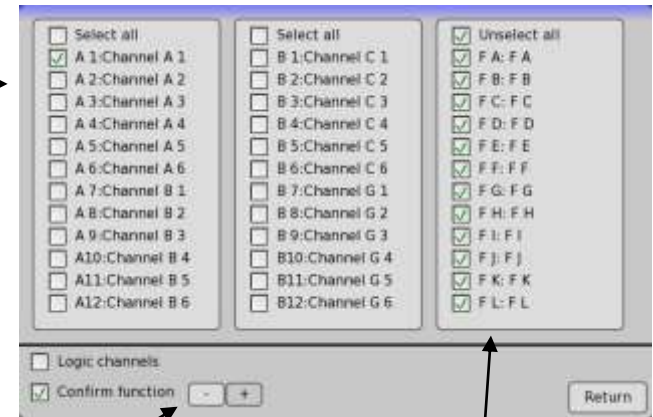 Select all
A 1:Channel A 1
A 2:Channel A 2
A 3:Channel A 3
A 4:Channel A 4
A 5:Channel A 5
A 6:Channel A 6
A 7:Channel B 1
A 8:Channel B 2
A 9:Channel B 3
A10:Channel B 4
A11:Channel B 5
A12:Channel B 6
Select all
B 1:Channel C 1
B 2:Channel C 2
B 3:Channel C 3
B 4:Channel C 4
B 5:Channel C 5
B 6:Channel C 6
B 7:Channel G 1
B 8:Channel G 2
B 9:Channel G 3
B10:Channel G 4
B11:Channel G 5
B12:Channel G 6
Unselect all
F A: F A
F B: F B
F C: F C
F D: F D
F E: F E
F F: F F
F G: F G
F H: F H
F I: F I
F J: F J
F K: F K
F L: F L
Logic channels
Confirm function - +
Return